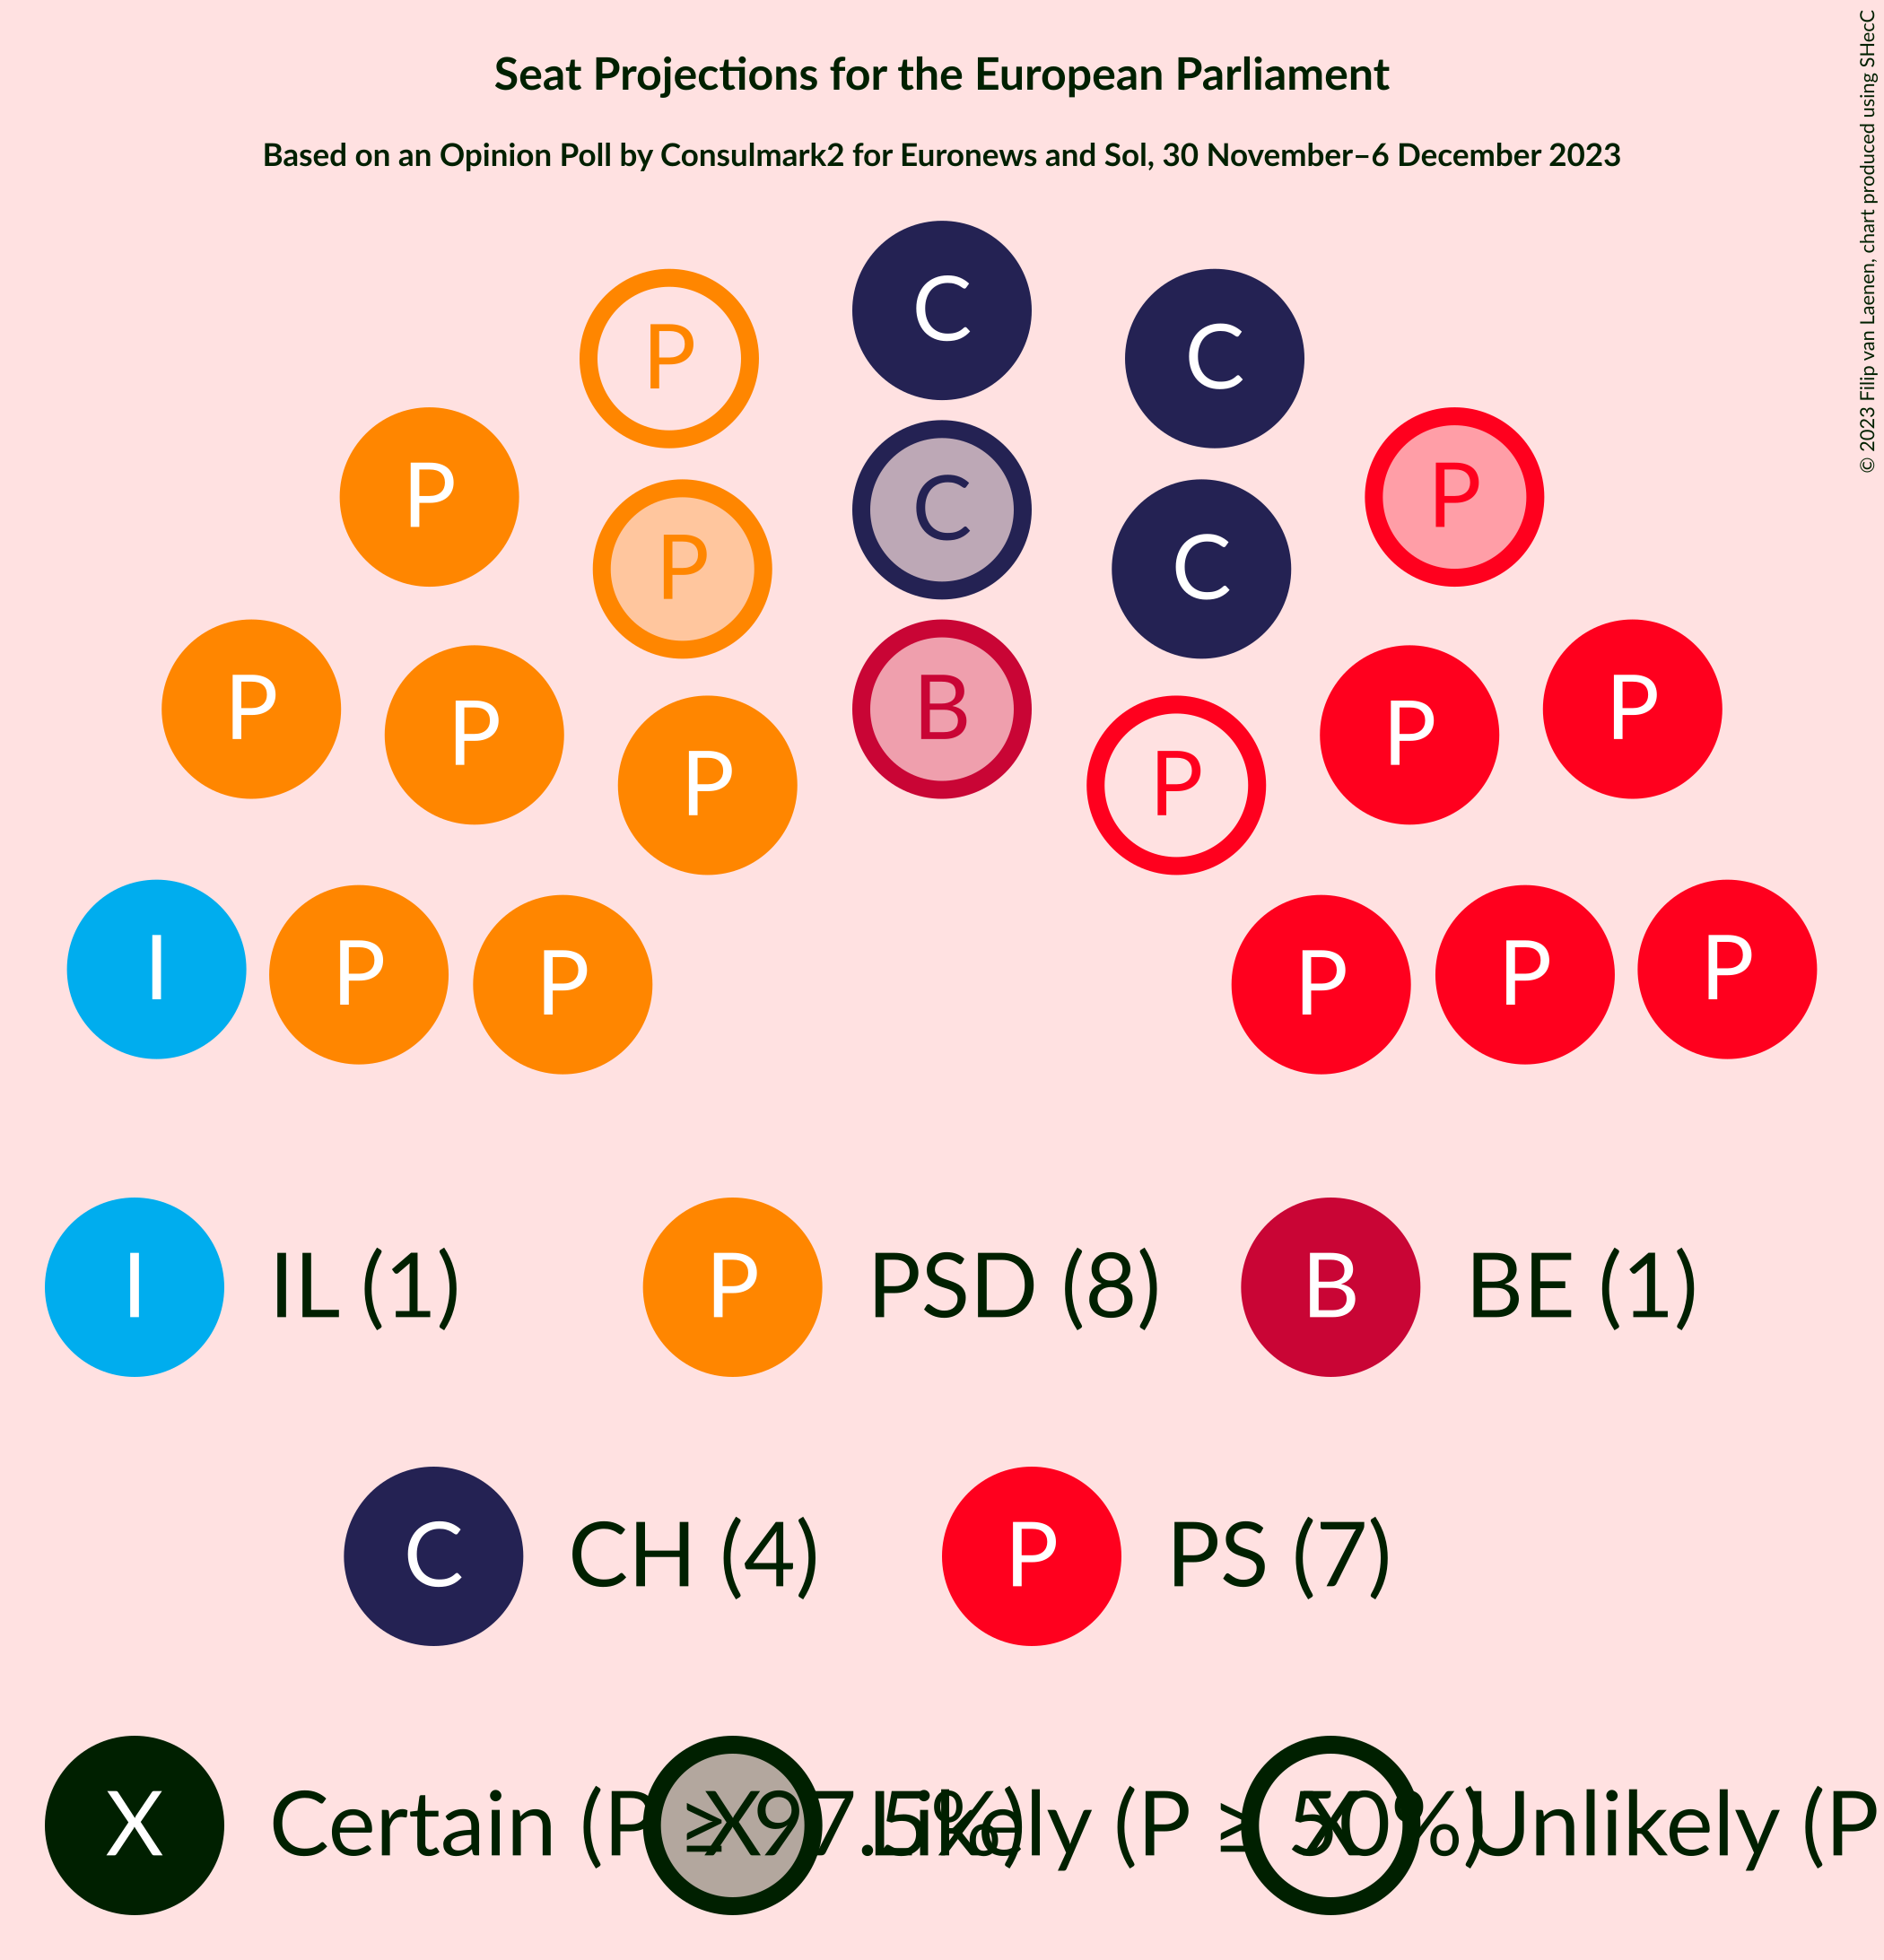 Seat Projections for the European Parliament
Based on an Opinion Poll by Consulmark2 for Euronews and Sol, 30 November–6 December 2023
© 2023 Filip van Laenen, chart produced using SHecC
C
P C
P P
C
P C
P P
B
P P
P P
I P
P P
P P
I IL (1) P PSD (8) B BE (1)
C CH (4) P PS (7)
X Certain (P ≥ 97.5%) X Likely (P ≥ 50%) X Unlikely (P